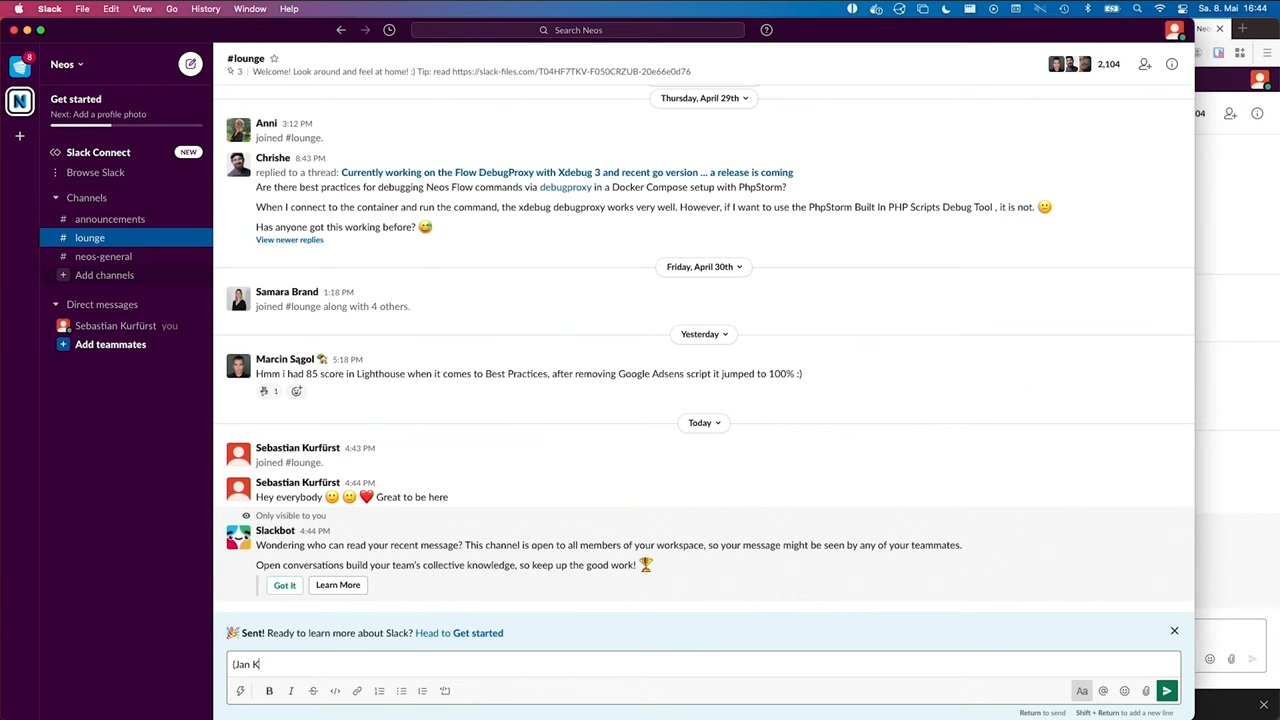 Slack File Edit View Go History Window Help
Sa. 8. Mai 16:44
Search Neos
8
Neos
#lounge
3 Welcome! Look around and feel at home! :) Tip: read https://slack-files.com/T04HF7TKV-F050CRZUB-20e66e0d76
2,104
04
Get started
Next: Add a profile photo
Slack Connect NEW
Browse Slack
Channels
# announcements
# lounge
# neos-general
+ Add channels
Direct messages
Sebastian Kurfürst you
+ Add teammates
Thursday, April 29th
Anni 3:12 PM
joined #lounge.
Chrishe 8:43 PM
replied to a thread: Currently working on the Flow DebugProxy with Xdebug 3 and recent go version ... a release is coming
Are there best practices for debugging Neos Flow commands via debugproxy in a Docker Compose setup with PhpStorm?
When I connect to the container and run the command, the xdebug debugproxy works very well. However, if I want to use the PhpStorm Built In PHP Scripts Debug Tool , it is not.
Has anyone got this working before?
View newer replies
Friday, April 30th
Samara Brand 1:18 PM
joined #lounge along with 4 others.
Yesterday
Marcin Sągol 5:18 PM
Hmm i had 85 score in Lighthouse when it comes to Best Practices, after removing Google Adsens script it jumped to 100% :)
1
Today
Sebastian Kurfürst 4:43 PM
joined #lounge.
Sebastian Kurfürst 4:44 PM
Hey everybody Great to be here
Only visible to you
Slackbot 4:44 PM
Wondering who can read your recent message? This channel is open to all members of your workspace, so your message might be seen by any of your teammates.
Open conversations build your team's collective knowledge, so keep up the good work!
Got It Learn More
Sent! Ready to learn more about Slack? Head to Get started
(Jan K
B I S Aa @
Return to send Shift + Return to add a new line